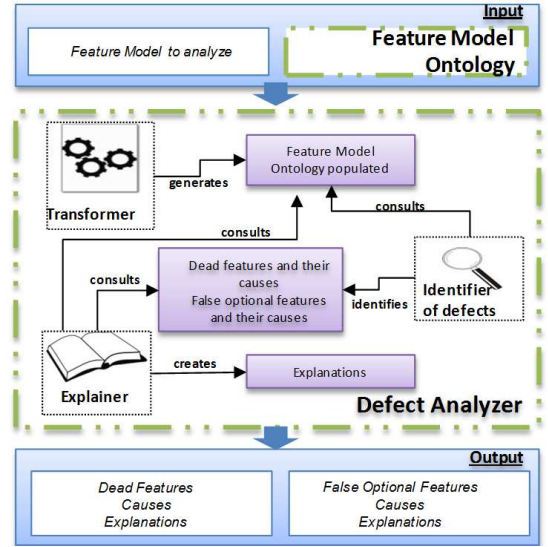 Input
Feature Model to analyze
Feature Model
Ontology
Transformer
generates
Feature Model
Ontology populated
consults
consults
consults
Dead features and their
causes
False optional features
and their causes
identifies
Identifier
of defects
Explainer
creates
Explanations
Defect Analyzer
Output
Dead Features
Causes
Explanations
False Optional Features
Causes
Explanations